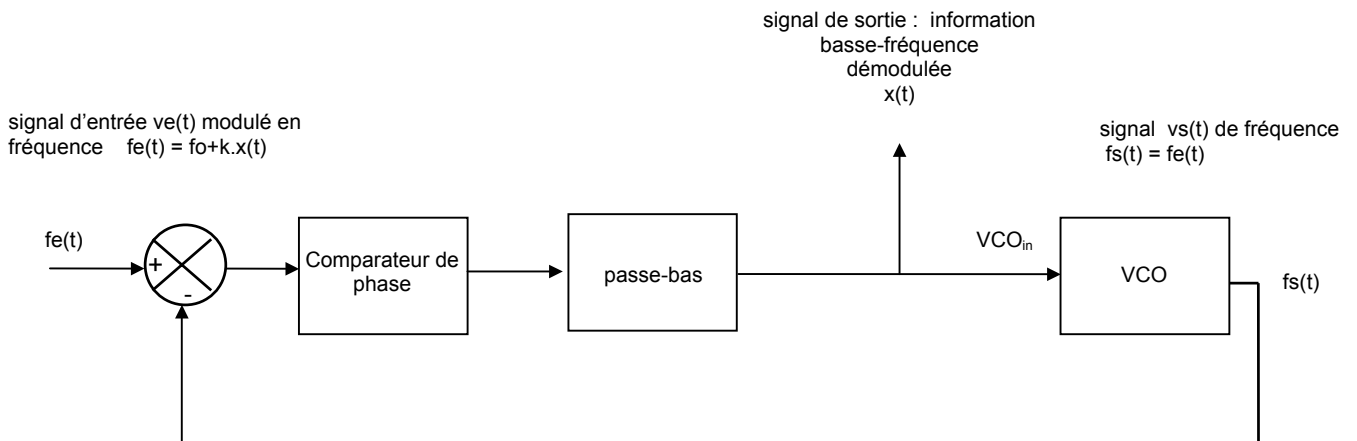 signal de sortie : information
basse-fréquence
démodulée
x(t)
signal d'entrée ve(t) modulé en
fréquence fe(t) = fo+k.x(t)
signal vs(t) de fréquence
fs(t) = fe(t)
fe(t)
+
-
Comparateur de
phase
passe-bas
VCOin
VCO
fs(t)